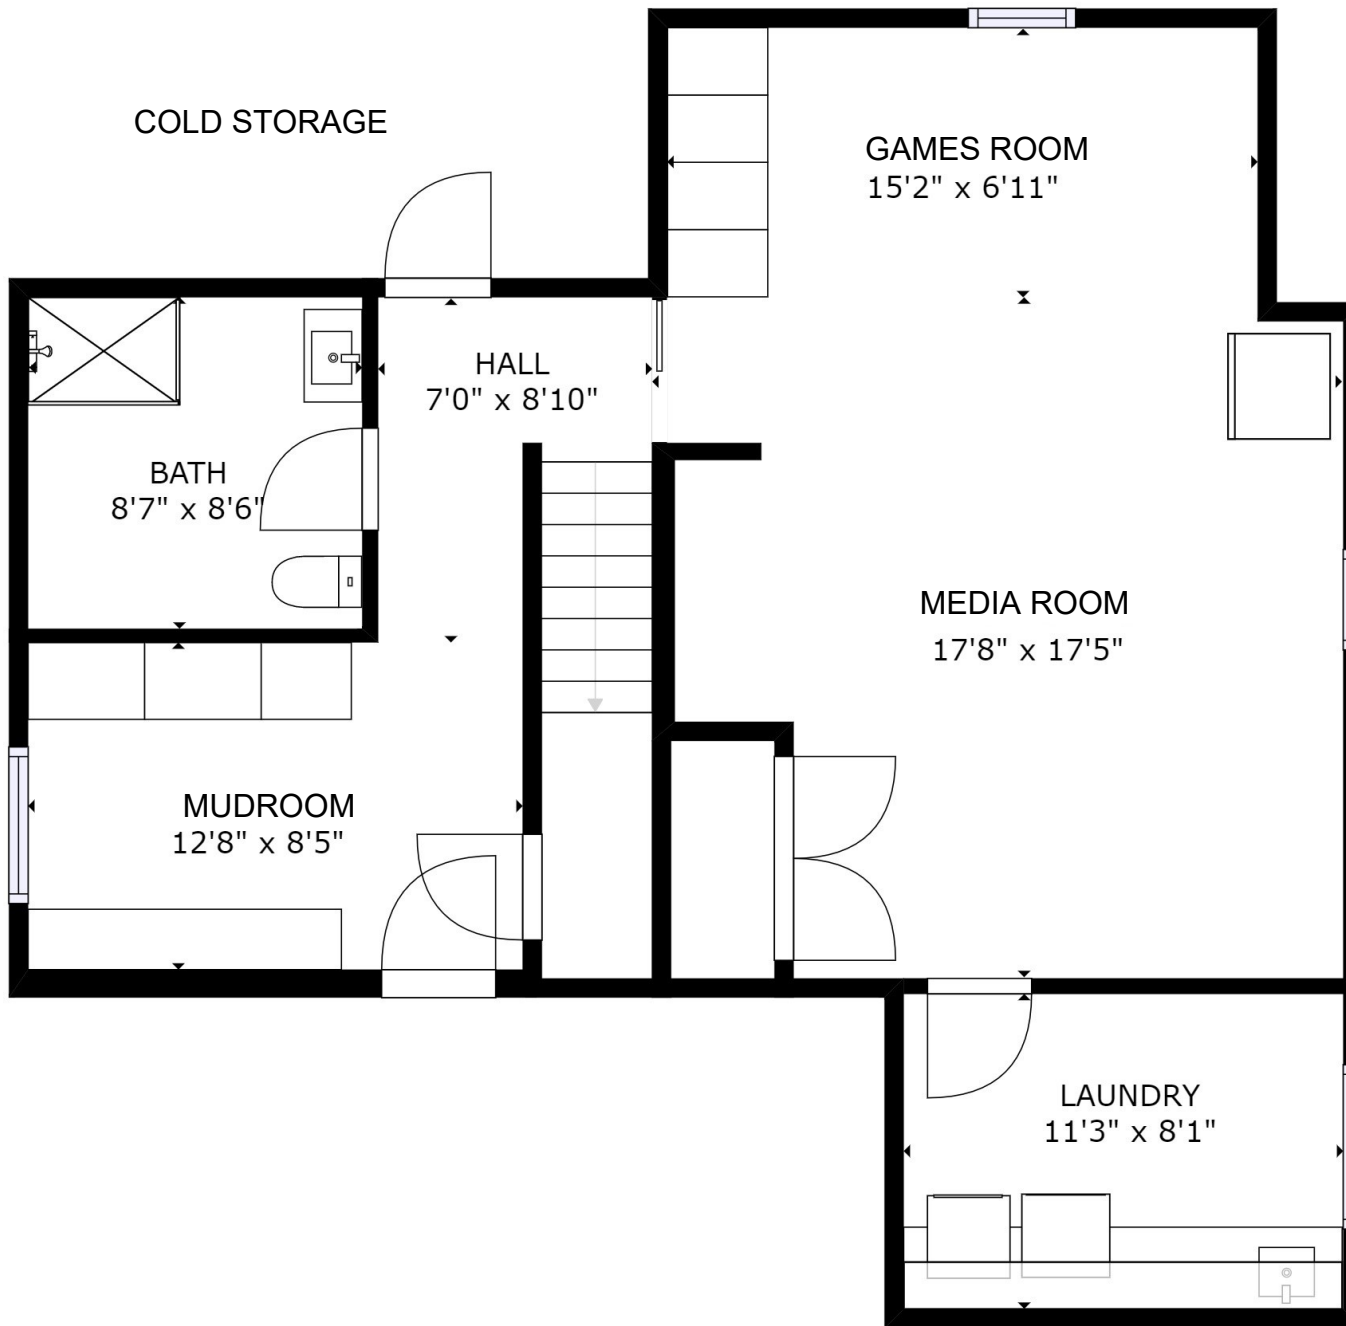 COLD STORAGE
GAMES ROOM
15'2" x 6'11"
HALL
7'0" x 8'10"
BATH
8'7" x 8'6"
MEDIA ROOM
17'8" x 17'5"
MUDROOM
12'8" x 8'5"
LAUNDRY
11'3" x 8'1"